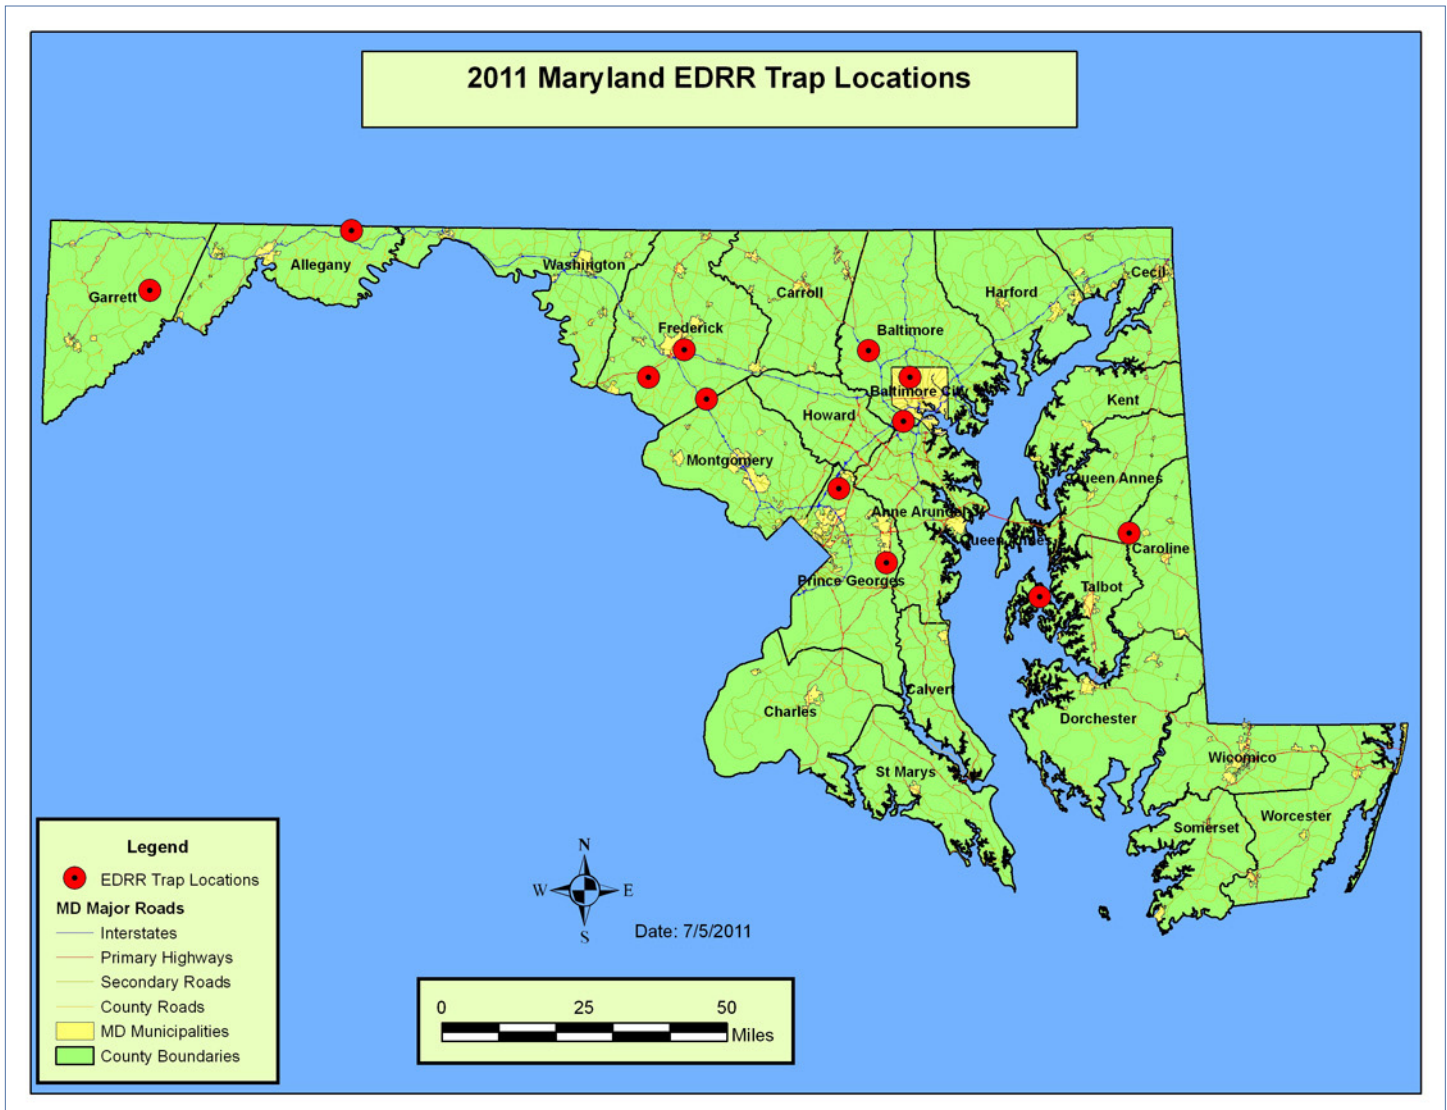 2011 Maryland EDRR Trap Locations
Garrett
Allegany
Washington
Frederick
Carroll
Baltimore
Harford
Cecil
Baltimore City
Howard
Kent
Montgomery
Queen Annes
Anne Arundel
Queen Annes
Caroline
Prince Georges
Talbot
Calvert
Charles
Dorchester
St Marys
Wicomico
Somerset
Worcester
Legend
EDRR Trap Locations
MD Major Roads
Interstates
Primary Highways
Secondary Roads
County Roads
MD Municipalities
County Boundaries
N
W E
S
Date: 7/5/2011
0 25 50
Miles